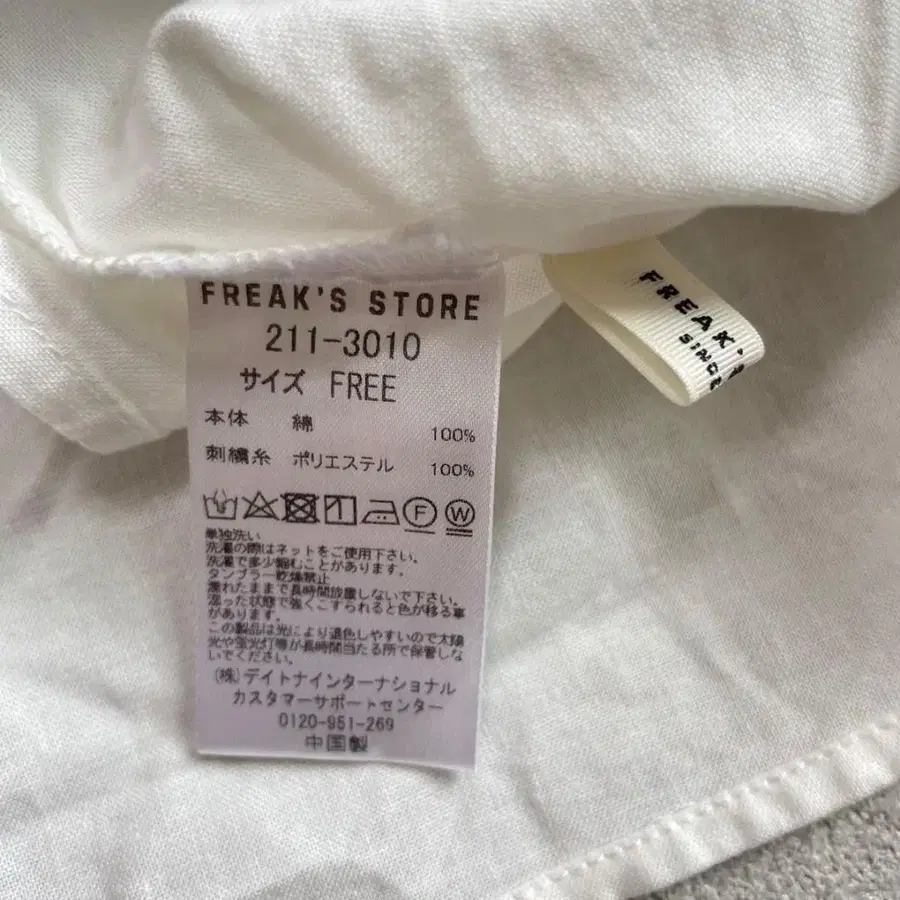 FREAK'S STORE
211-3010
サイズ FREE
本体 綿 100%
刺繍糸 ポリエステル 100%
F W
単独洗い
洗濯の際はネットをご使用下さい。
洗濯で多少縮むことがあります。
タンブラー乾燥禁止
濡れたままで長時間放置しないで下さい。
湿った状態で強くこすられると色が移る事
があります。
この製品は光により退色しやすいので太陽
光や蛍光灯等が長時間当たる所で保管しな
いでください。
(株)デイトナインターナショナル
カスタマーサポートセンター
0120-951-269
中国製
FREAK'
SINCE